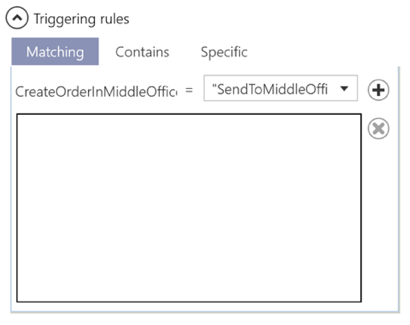 Triggering rules
Matching Contains Specific
CreateOrderInMiddleOffic = "SendToMiddleOffi